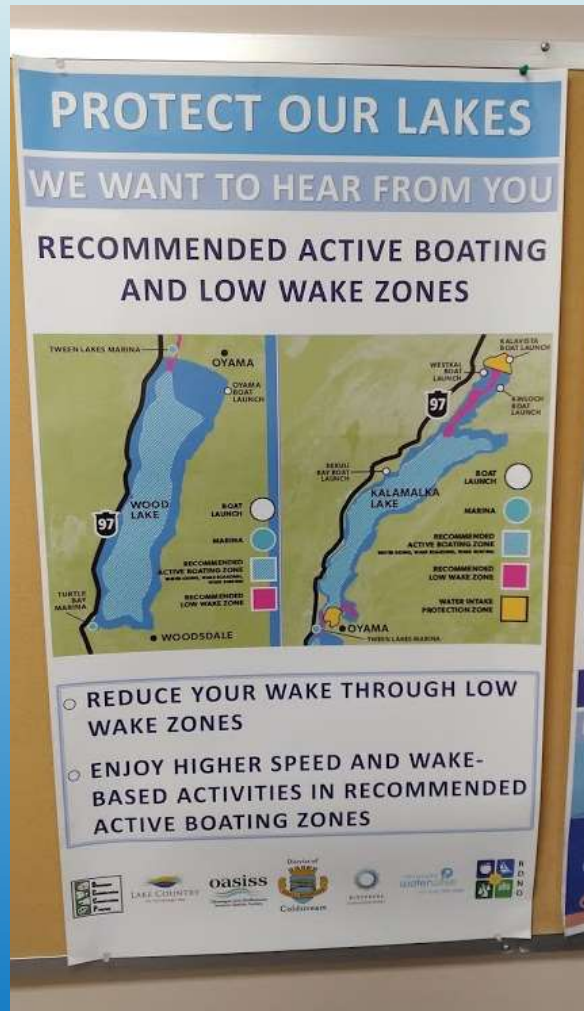 PROTECT OUR LAKES
WE WANT TO HEAR FROM YOU
RECOMMENDED ACTIVE BOATING
AND LOW WAKE ZONES
TWEEN LAKES MARINA
OYAMA
OYAMA
BOAT
LAUNCH
WOOD
LAKE
97
BOAT
LAUNCH
MARINA
RECOMMENDED
ACTIVE BOATING ZONE
RECOMMENDED
LOW WAKE ZONE
TURTLE
BAY
MARINA
WOODSDALE
KALAVISTA
BOAT LAUNCH
WESTKAL
BOAT
LAUNCH
KINLOCH
BOAT
LAUNCH
97
BAY BOAT
LAUNCH
KALAMALKA
LAKE
BOAT
LAUNCH
MARINA
RECOMMENDED
ACTIVE BOATING ZONE
RECOMMENDED
LOW WAKE ZONE
WATER INTAKE
PROTECTION ZONE
OYAMA
TWEEN LAKES MARINA
REDUCE YOUR WAKE THROUGH LOW
WAKE ZONES
ENJOY HIGHER SPEED AND WAKE-
BASED ACTIVITIES IN RECOMMENDED
ACTIVE BOATING ZONES
LAKE COUNTRY
oasiss
District of
Coldstream
waterwise
RDNO